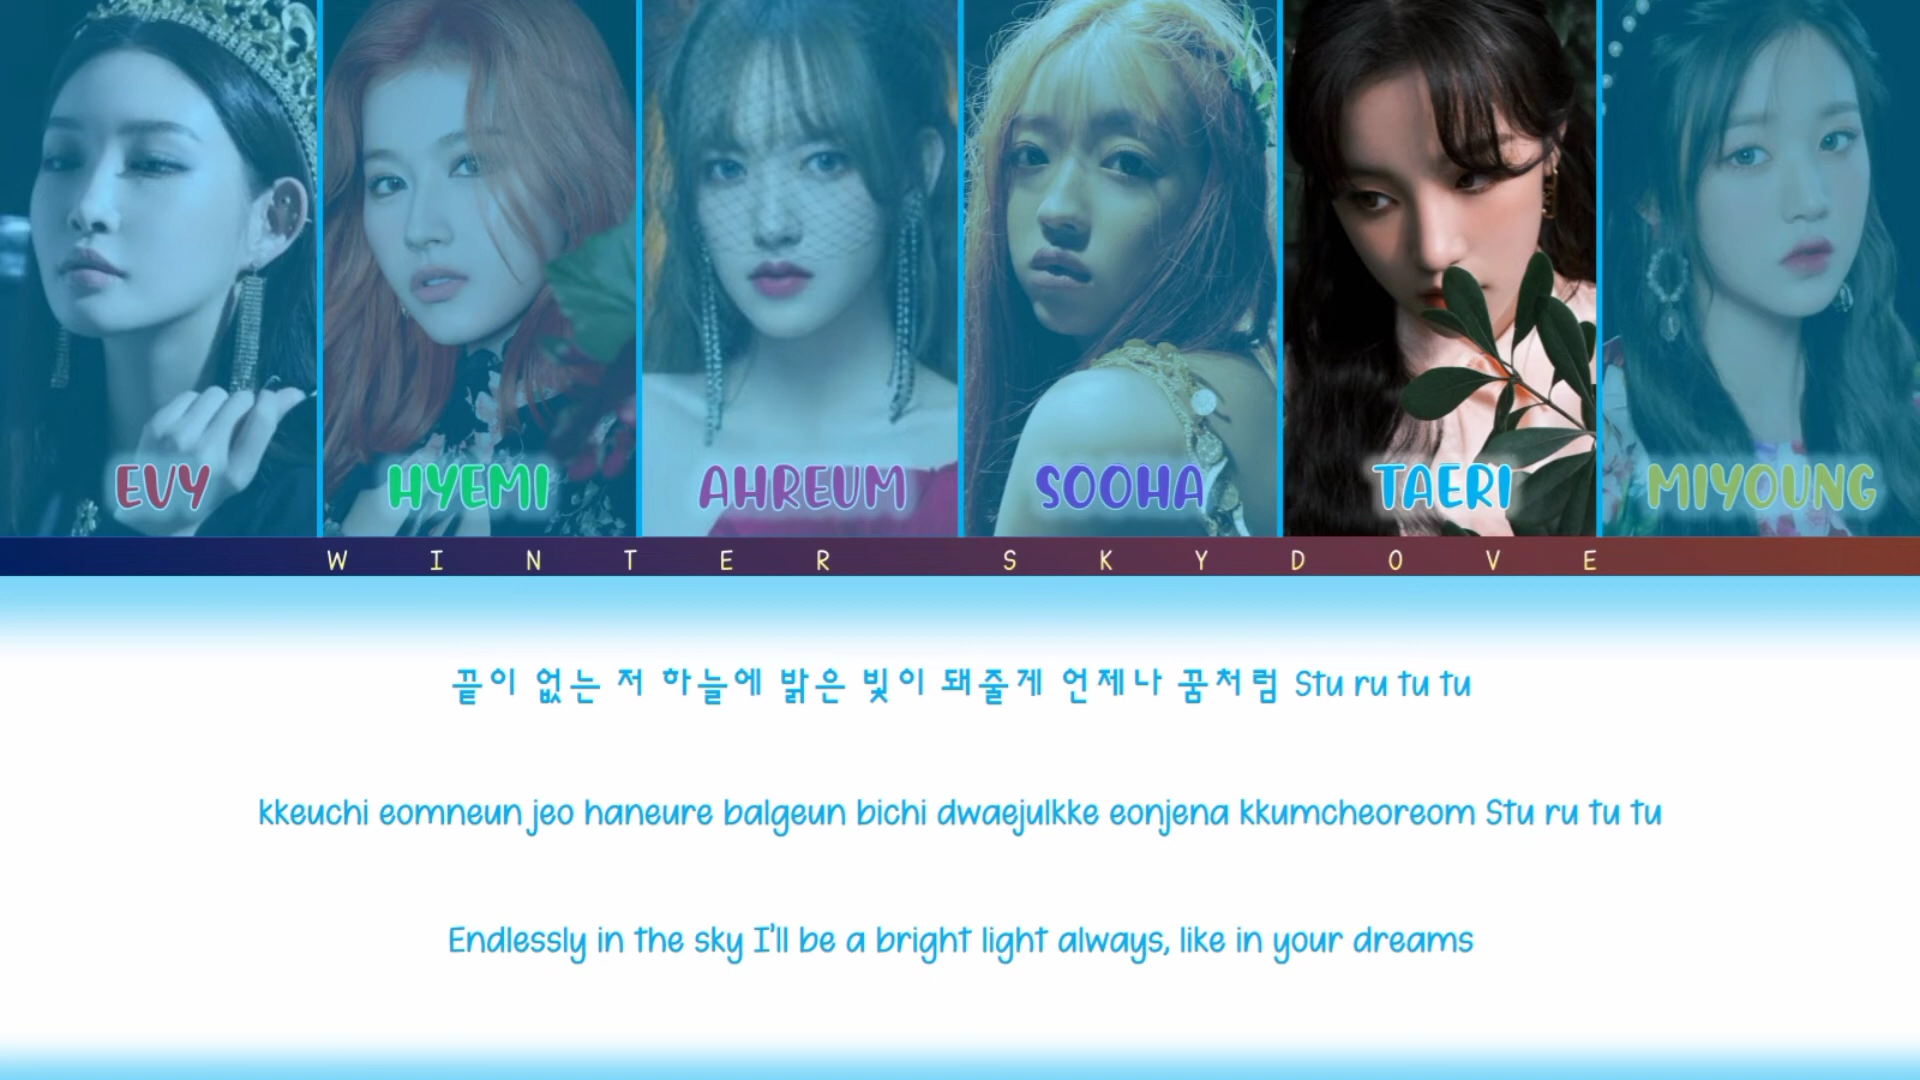 EVY
HYEMI
AHREUM
SOOHA
TAERI
MIYOUNG
WINTER SKYDOVE
끝이 없는 저 하늘에 밝은 빛이 돼줄게 언제나 꿈처럼 Stu ru tu tu
kkeuchi eomneun jeo haneure balgeun bichi dwaejulkke eonjena kkumcheoreom Stu ru tu tu
Endlessly in the sky I'll be a bright light always, like in your dreams